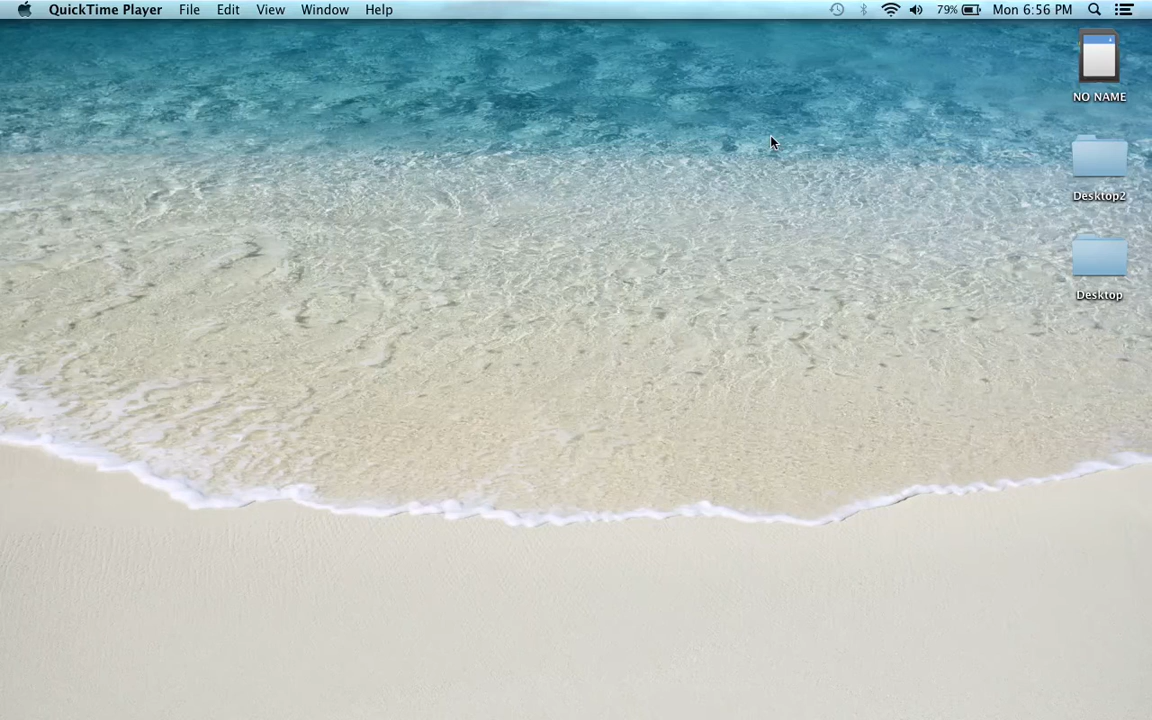 QuickTime Player File Edit View Window Help 79% Mon 6:56 PM
NO NAME
Desktop2
Desktop